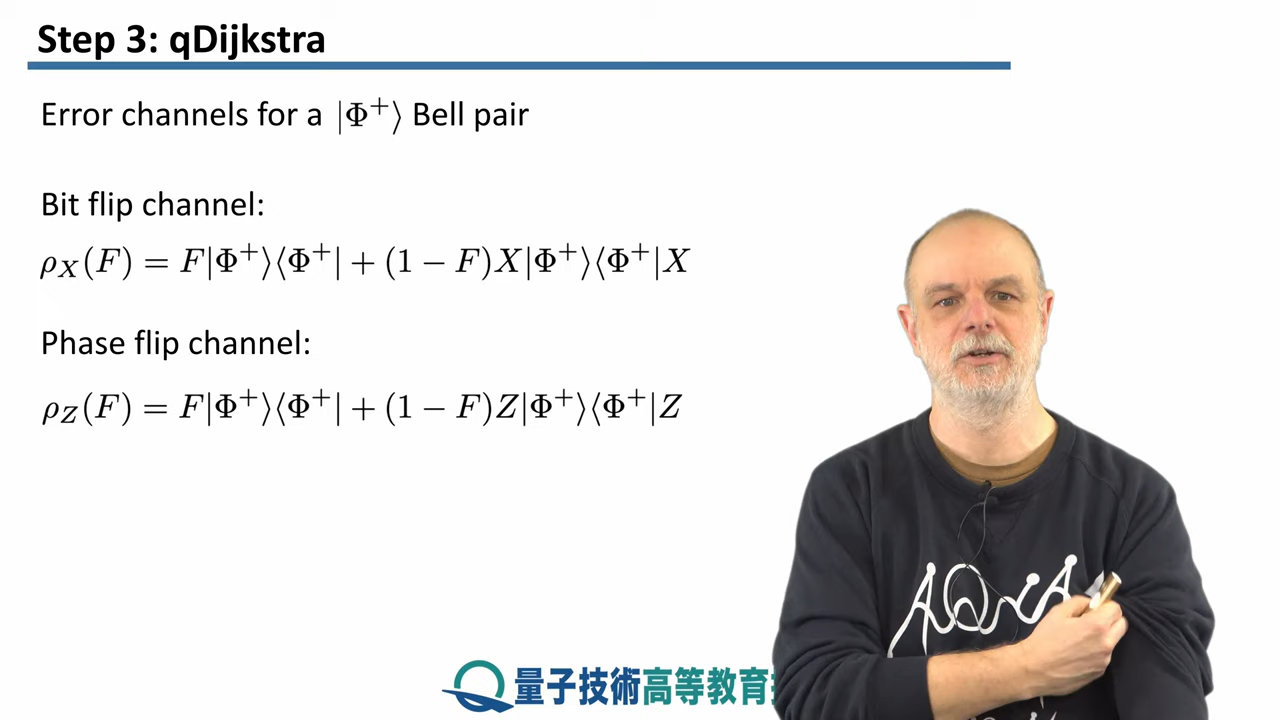 Step 3: qDijkstra
Error channels for a |Φ⁺⟩ Bell pair
Bit flip channel:
ρ_X(F) = F|Φ⁺⟩⟨Φ⁺| + (1 − F)X|Φ⁺⟩⟨Φ⁺|X
Phase flip channel:
ρ_Z(F) = F|Φ⁺⟩⟨Φ⁺| + (1 − F)Z|Φ⁺⟩⟨Φ⁺|Z
AQUA
量子技術高等教育